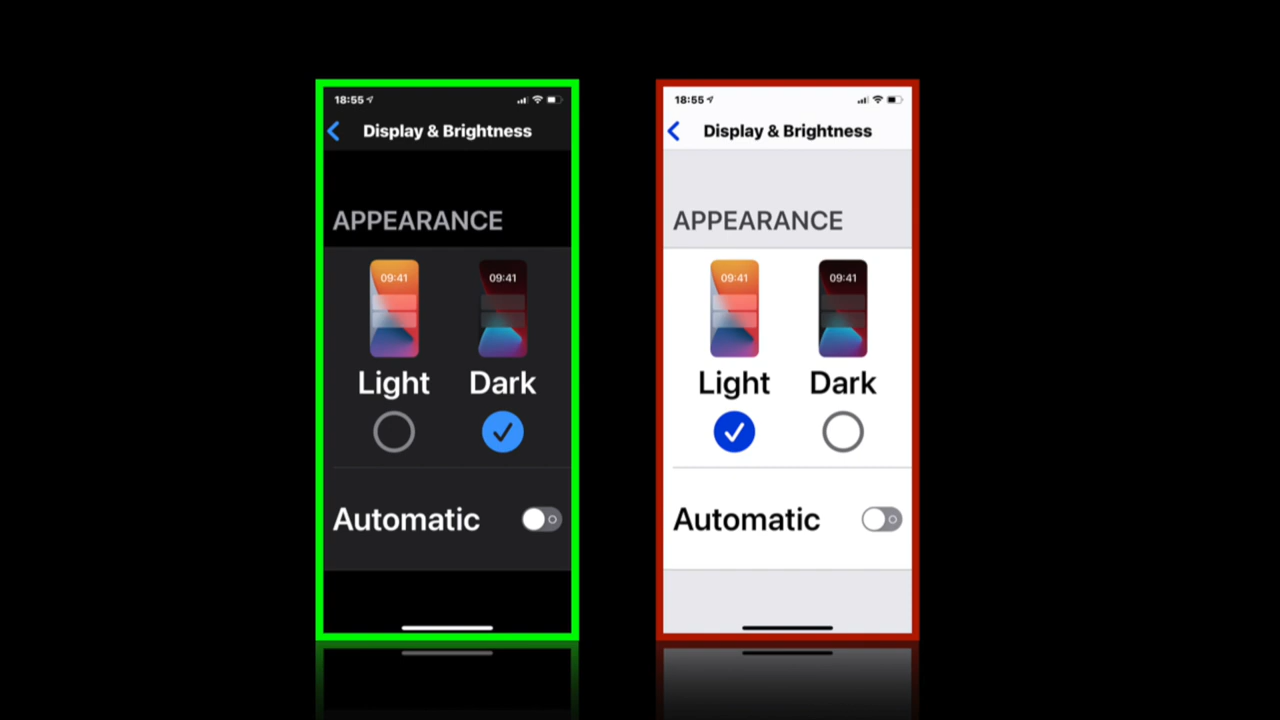 18:55
Display & Brightness
APPEARANCE
09:41
09:41
Light
Dark
Automatic
18:55
Display & Brightness
APPEARANCE
09:41
09:41
Light
Dark
Automatic